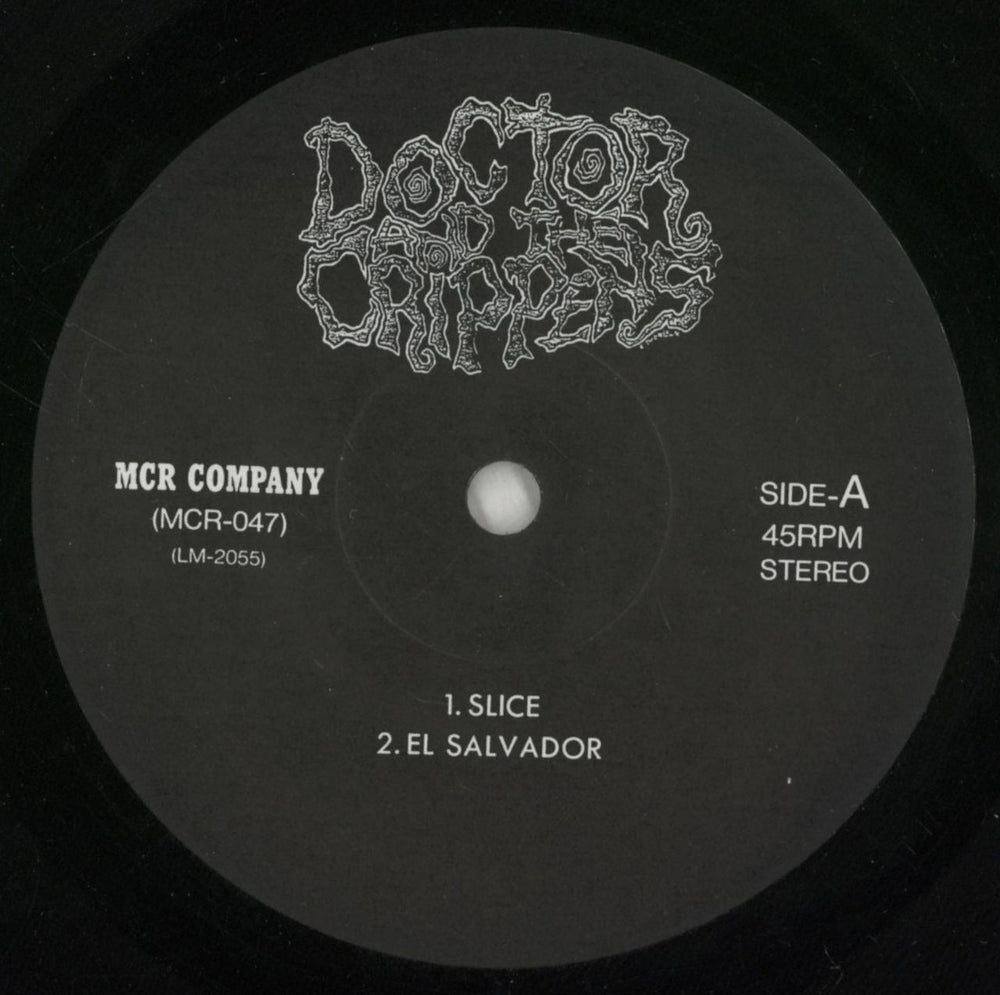 DOCTOR
AND THE
CRIPPENS
MCR COMPANY
(MCR-047)
(LM-2055)
SIDE-A
45RPM
STEREO
1. SLICE
2. EL SALVADOR